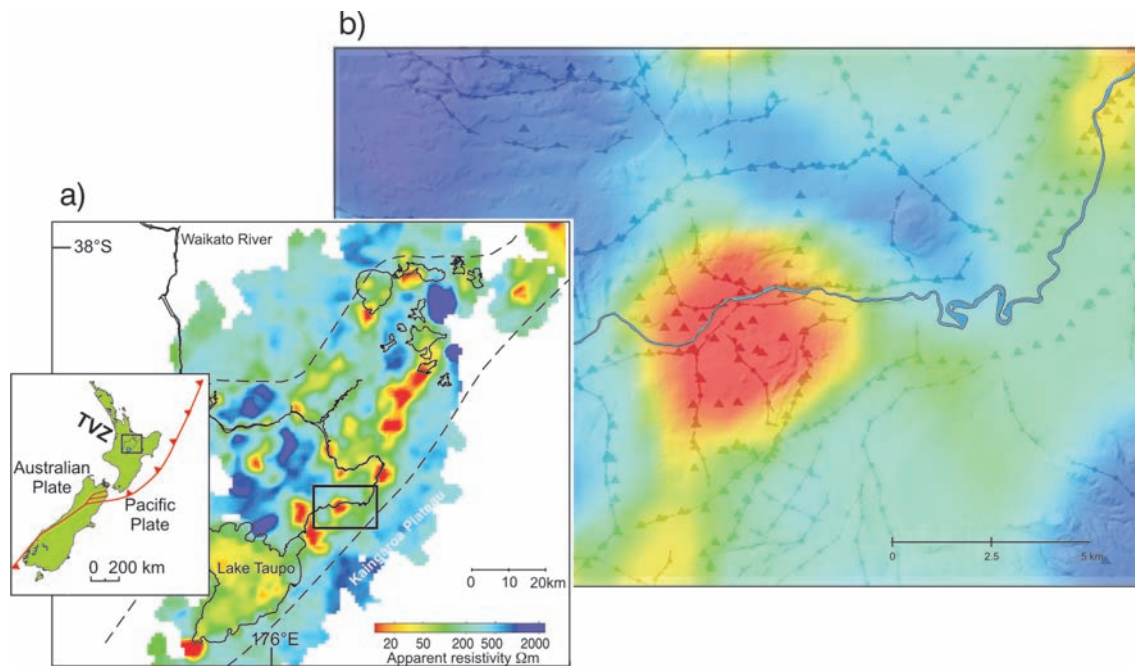 b)
a)
38°S
Waikato River
TVZ
Australian
Plate
Pacific
Plate
0 200 km
Lake Taupo
Kaingaroa Plateau
0 10 20km
176°E
20 50 200 500 2000
Apparent resistivity Ωm
0 2.5 5 km